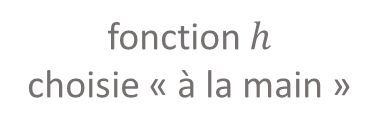 fonction ℎ
choisie « à la main »